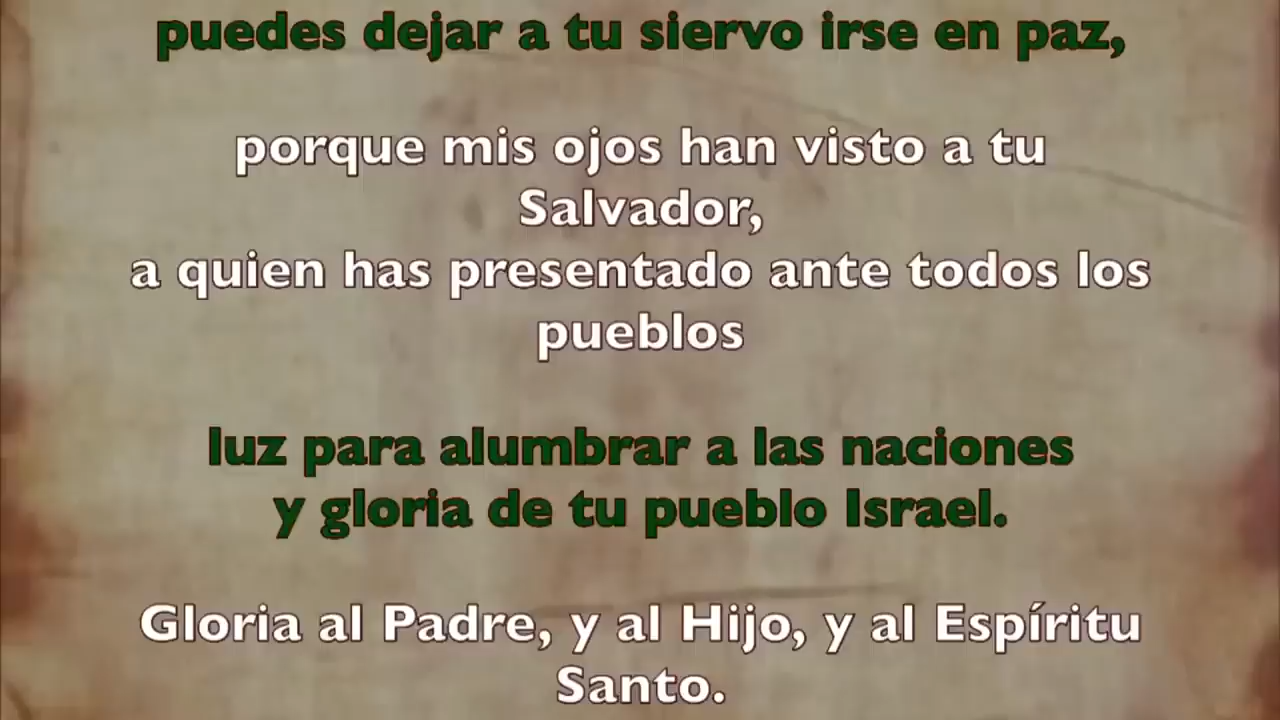 puedes dejar a tu siervo irse en paz,
porque mis ojos han visto a tu
Salvador,
a quien has presentado ante todos los
pueblos
luz para alumbrar a las naciones
y gloria de tu pueblo Israel.
Gloria al Padre, y al Hijo, y al Espíritu
Santo.